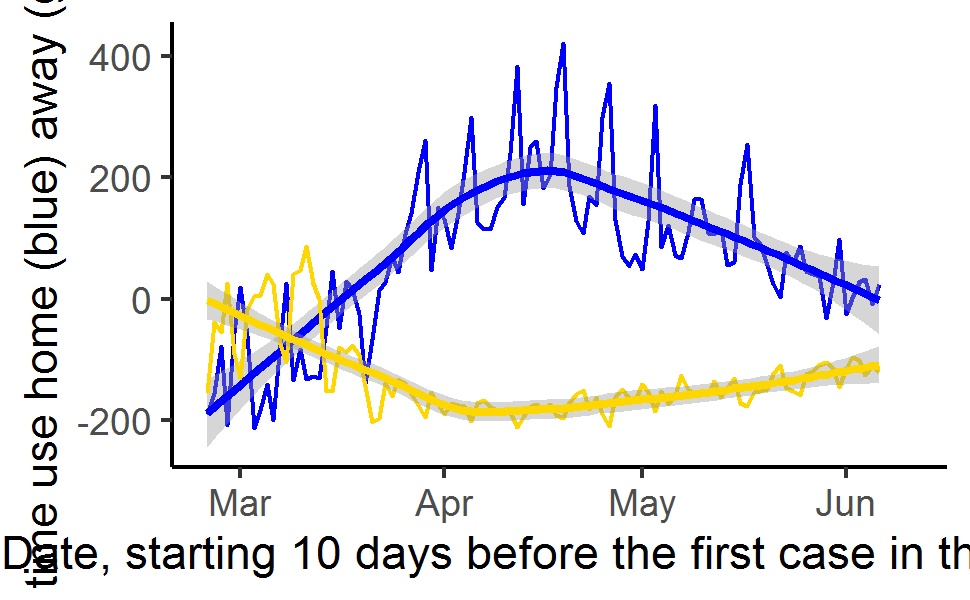 time use home (blue) away (
400
200
0
-200
Mar Apr May Jun
Date, starting 10 days before the first case in th